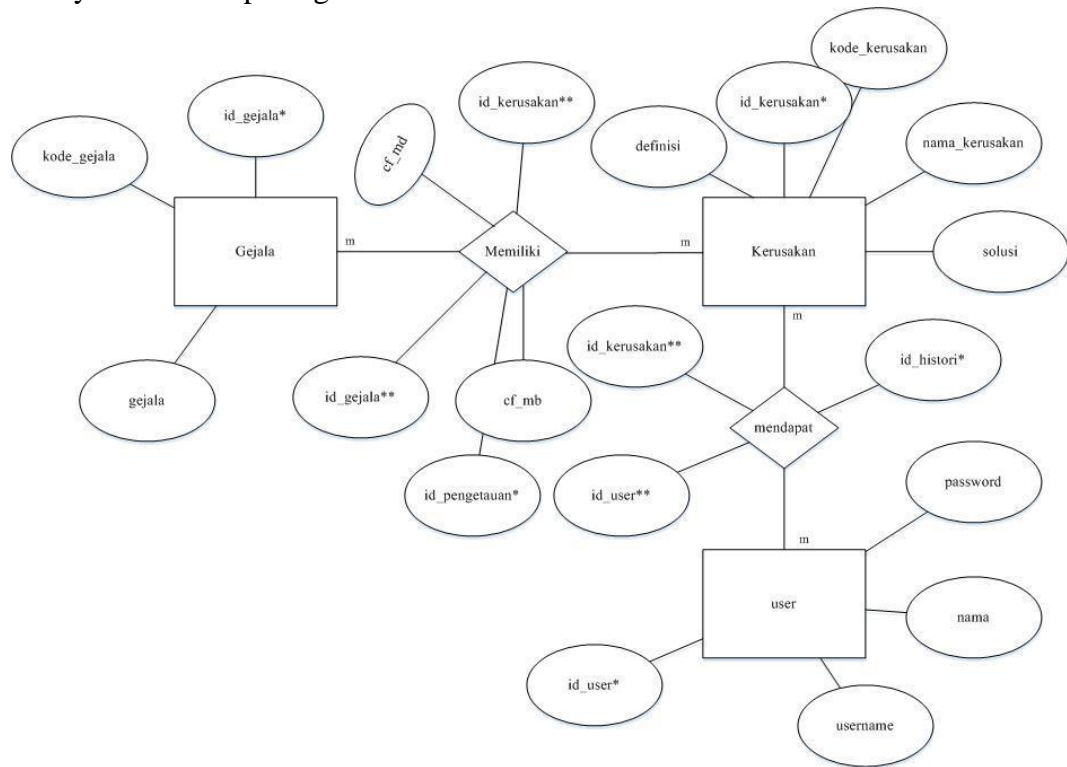 kode_kerusakan
id_kerusakan**
id_kerusakan*
id_gejala*
cf_md
definisi
nama_kerusakan
kode_gejala
Gejala
m
Memiliki
m
Kerusakan
solusi
m
id_kerusakan**
id_histori*
gejala
id_gejala**
cf_mb
mendapat
id_pengetauan*
id_user**
password
m
user
nama
id_user*
username